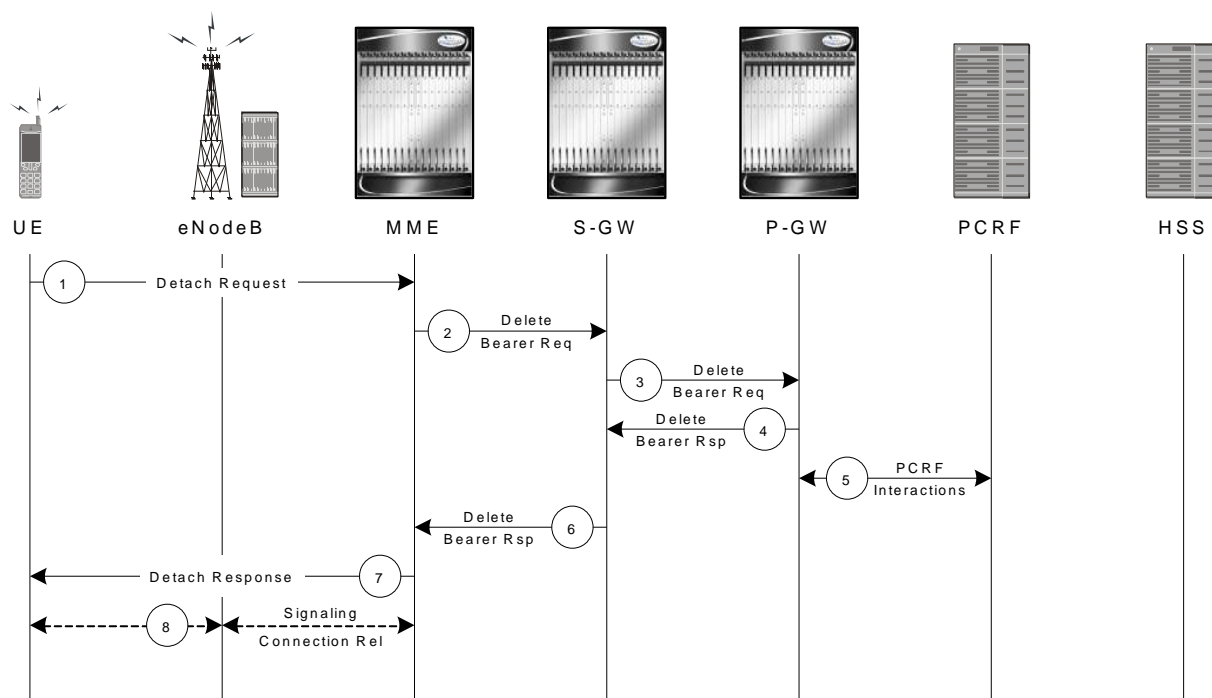 UE
eNodeB
MME
S-GW
P-GW
PCRF
HSS
1
Detach Request
2
Delete
Bearer Req
3
Delete
Bearer Req
Delete
Bearer Rsp
4
5
PCRF
Interactions
Delete
Bearer Rsp
6
Detach Response
7
8
Signaling
Connection Rel